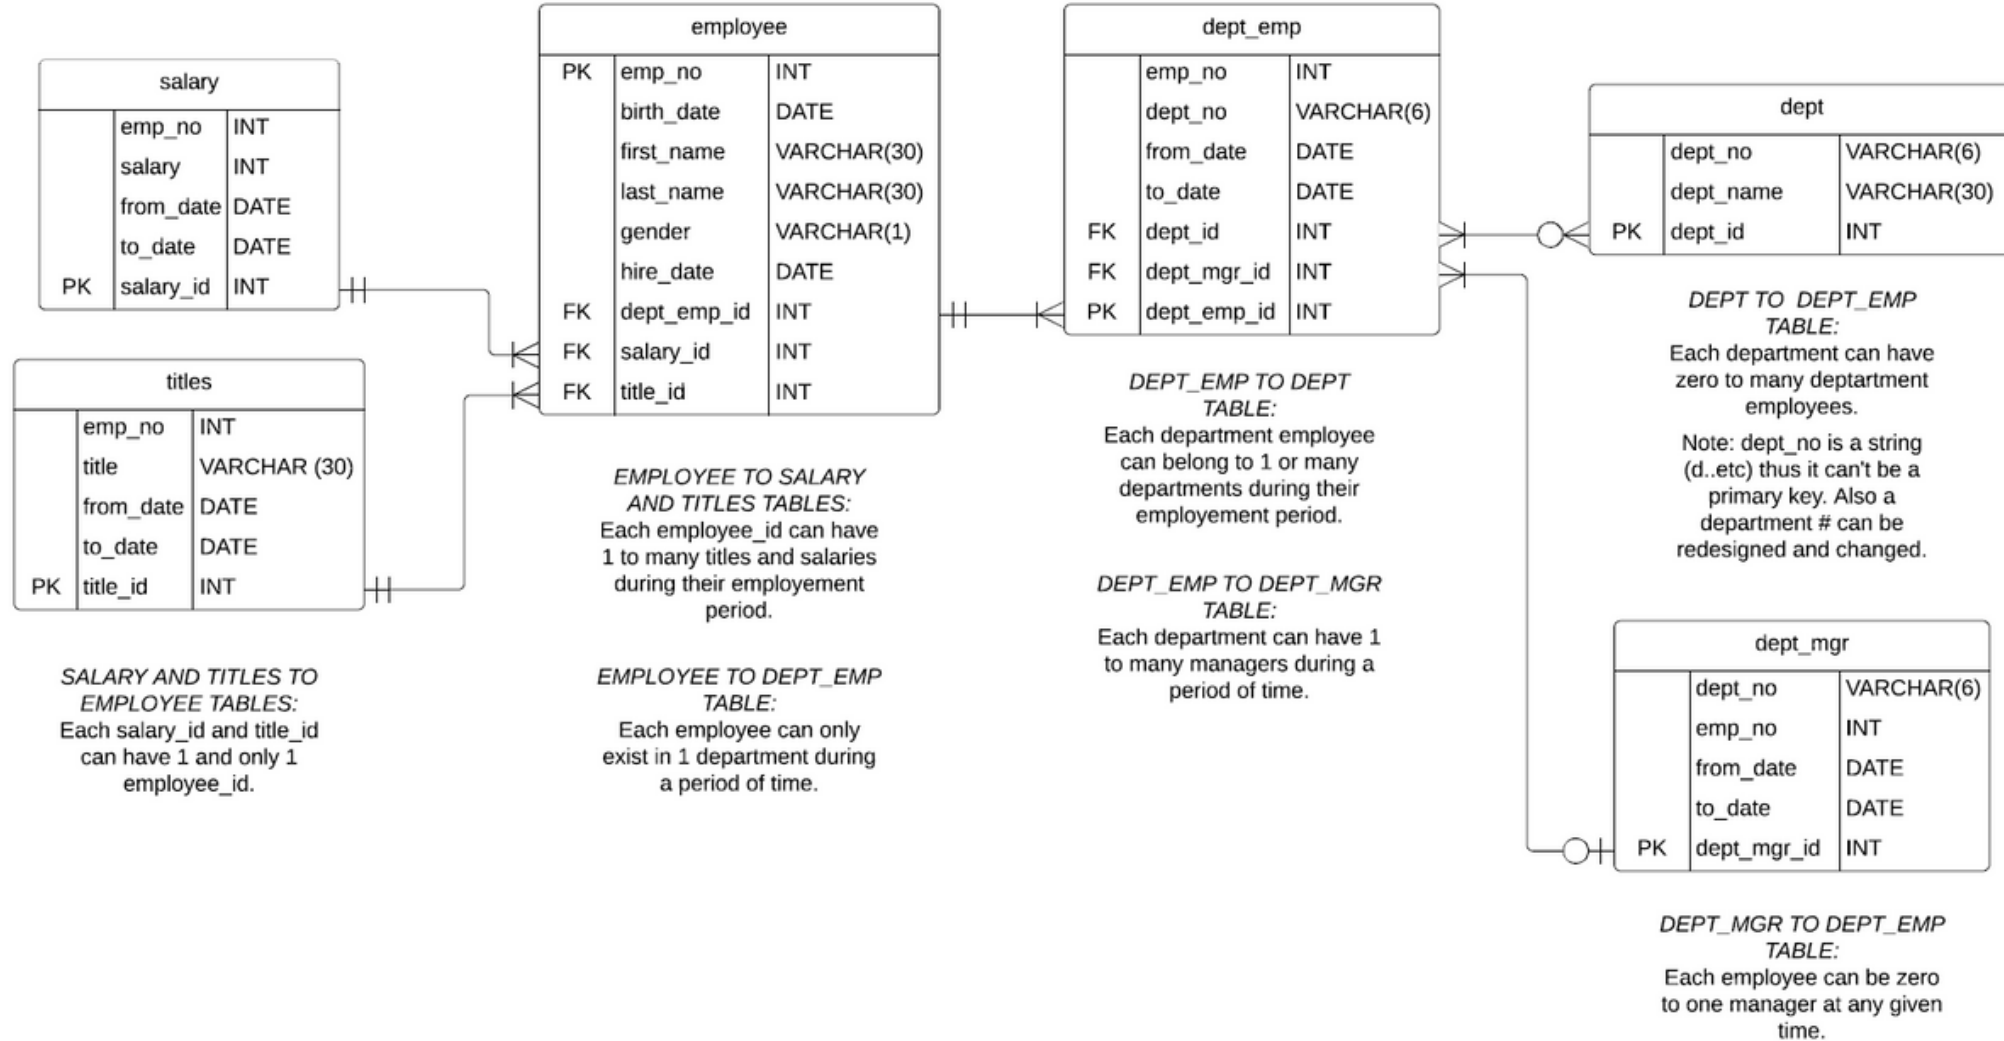 salary
emp_no INT
salary INT
from_date DATE
to_date DATE
PK salary_id INT
titles
emp_no INT
title VARCHAR (30)
from_date DATE
to_date DATE
PK title_id INT
SALARY AND TITLES TO
EMPLOYEE TABLES:
Each salary_id and title_id
can have 1 and only 1
employee_id.
employee
PK emp_no INT
birth_date DATE
first_name VARCHAR(30)
last_name VARCHAR(30)
gender VARCHAR(1)
hire_date DATE
FK dept_emp_id INT
FK salary_id INT
FK title_id INT
EMPLOYEE TO SALARY
AND TITLES TABLES:
Each employee_id can have
1 to many titles and salaries
during their employement
period.
EMPLOYEE TO DEPT_EMP
TABLE:
Each employee can only
exist in 1 department during
a period of time.
dept_emp
emp_no INT
dept_no VARCHAR(6)
from_date DATE
to_date DATE
FK dept_id INT
FK dept_mgr_id INT
PK dept_emp_id INT
DEPT_EMP TO DEPT
TABLE:
Each department employee
can belong to 1 or many
departments during their
employement period.
DEPT_EMP TO DEPT_MGR
TABLE:
Each department can have 1
to many managers during a
period of time.
dept
dept_no VARCHAR(6)
dept_name VARCHAR(30)
PK dept_id INT
DEPT TO DEPT_EMP
TABLE:
Each department can have
zero to many deptartment
employees.
Note: dept_no is a string
(d..etc) thus it can't be a
primary key. Also a
department # can be
redesigned and changed.
dept_mgr
dept_no VARCHAR(6)
emp_no INT
from_date DATE
to_date DATE
PK dept_mgr_id INT
DEPT_MGR TO DEPT_EMP
TABLE:
Each employee can be zero
to one manager at any given
time.